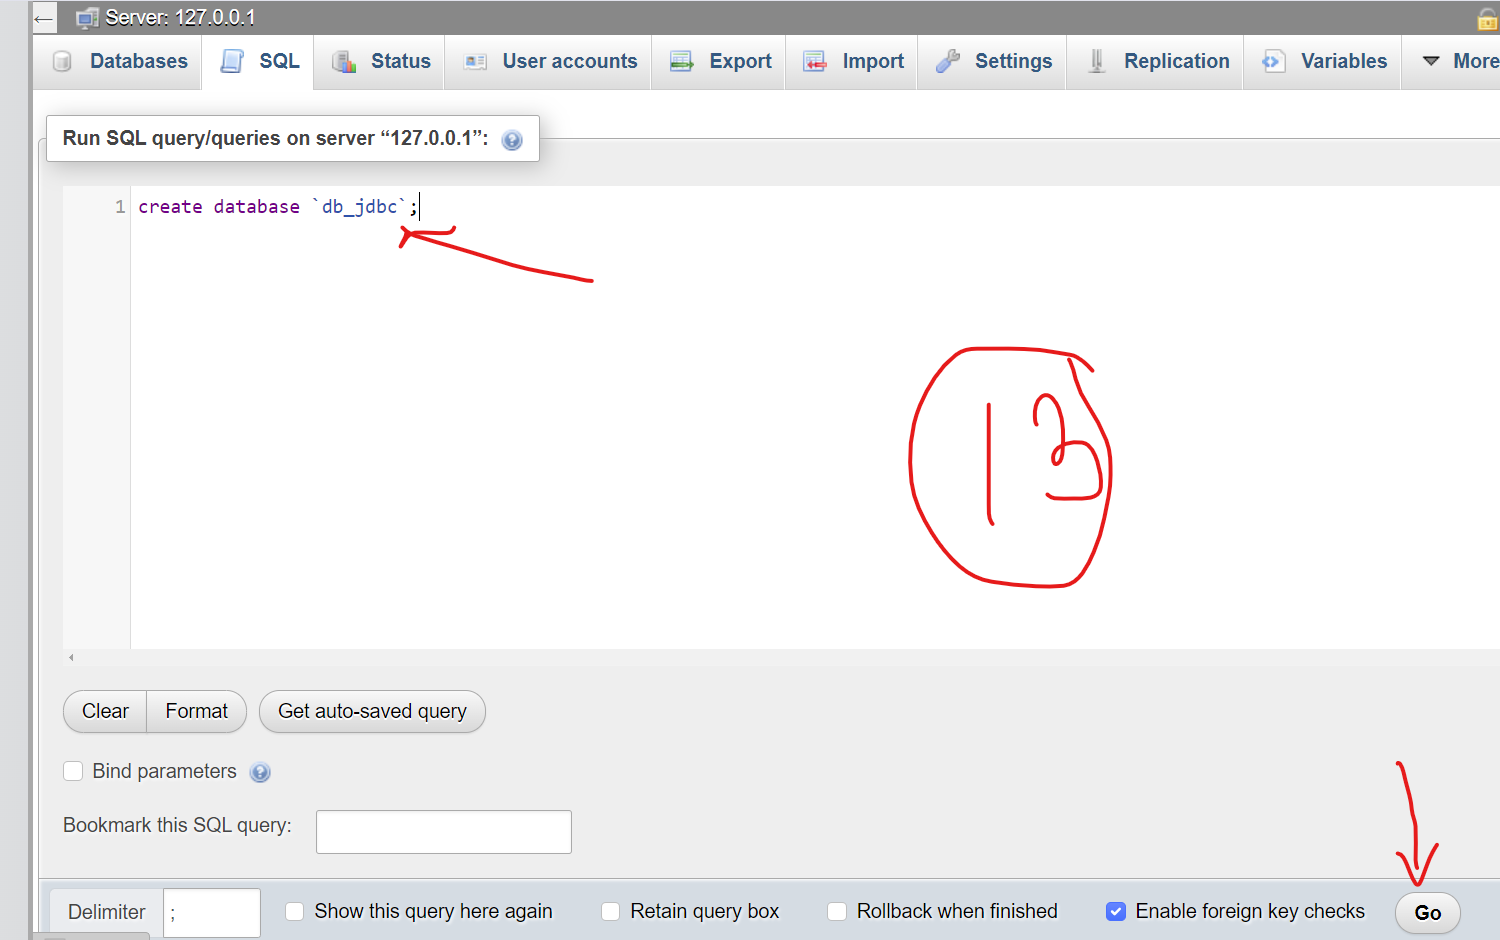 Server: 127.0.0.1
Databases SQL Status User accounts Export Import Settings Replication Variables More
Run SQL query/queries on server “127.0.0.1”:
1 create database `db_jdbc`;
13
Clear Format Get auto-saved query
Bind parameters
Bookmark this SQL query:
Delimiter ; Show this query here again Retain query box Rollback when finished Enable foreign key checks Go